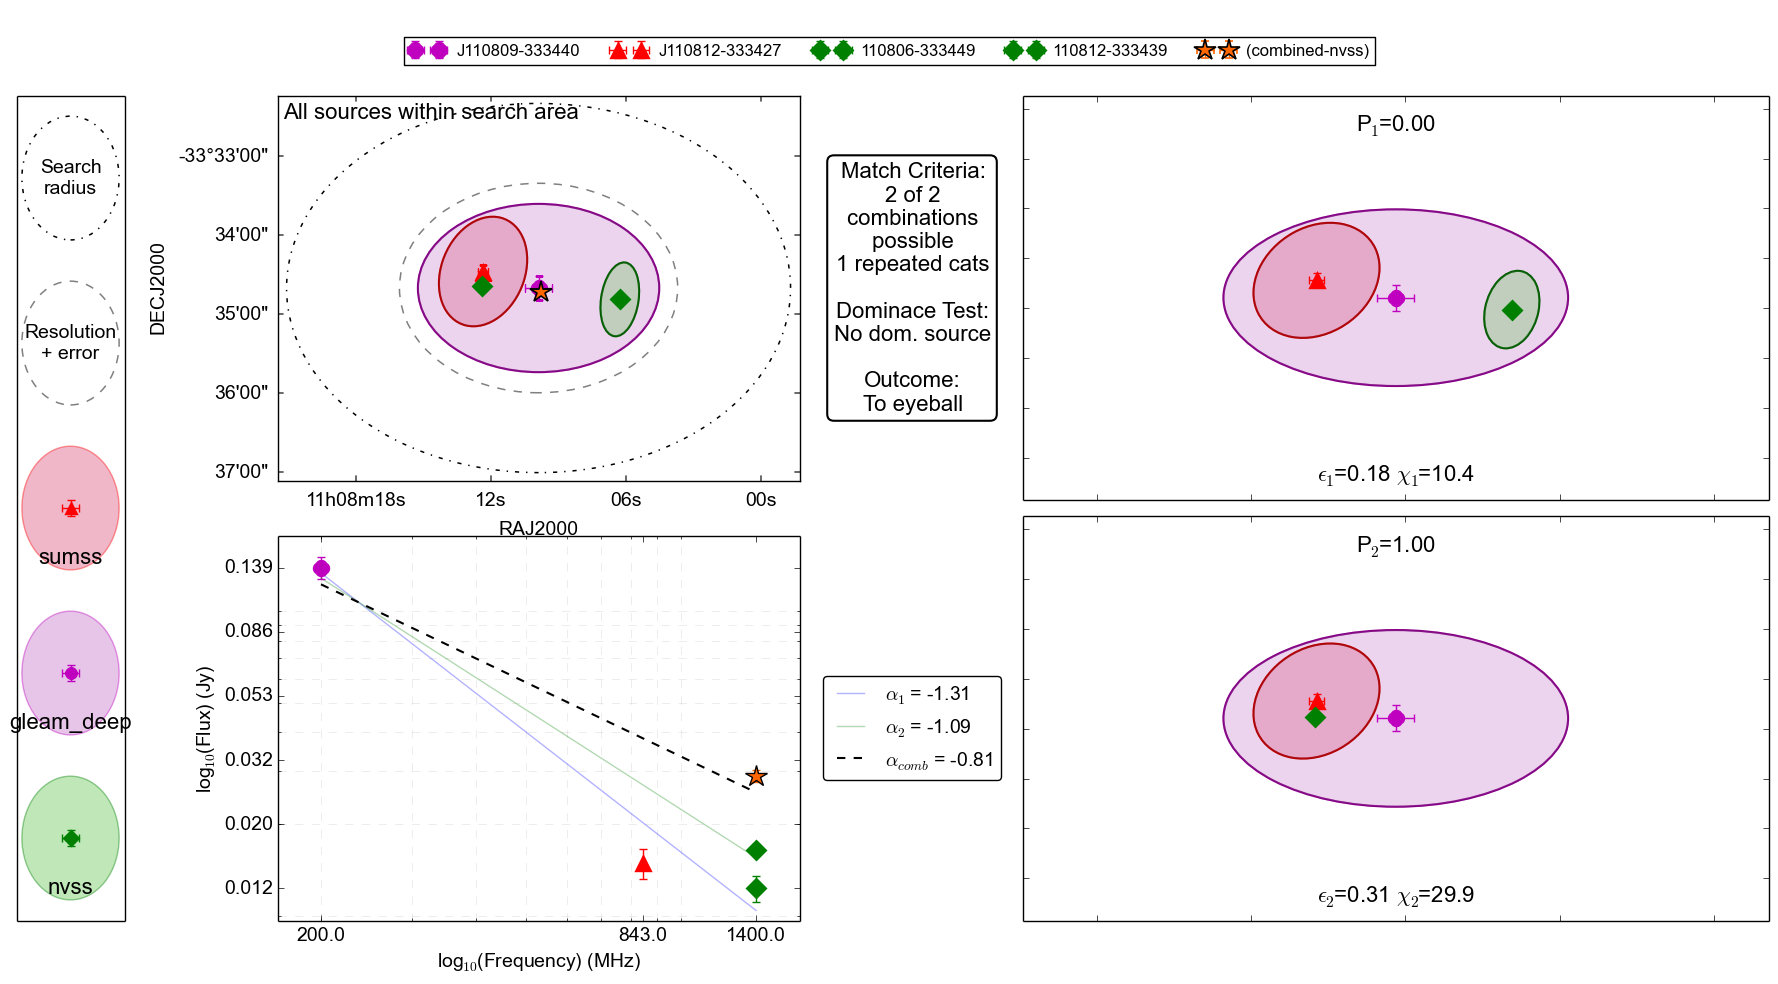 J110809-333440
J110812-333427
110806-333449
110812-333439
(combined-nvss)
Search
radius
Resolution
+ error
sumss
gleam_deep
nvss
All sources within search area
DECJ2000
-33°33'00"
34'00"
35'00"
36'00"
37'00"
11h08m18s
12s
06s
00s
RAJ2000
Match Criteria:
2 of 2
combinations
possible
1 repeated cats
Dominace Test:
No dom. source
Outcome:
To eyeball
P₁=0.00
ϵ₁=0.18 χ₁=10.4
log₁₀(Flux) (Jy)
0.139
0.086
0.053
0.032
0.020
0.012
200.0
843.0
1400.0
log₁₀(Frequency) (MHz)
α₁ = -1.31
α₂ = -1.09
α_comb = -0.81
P₂=1.00
ϵ₂=0.31 χ₂=29.9